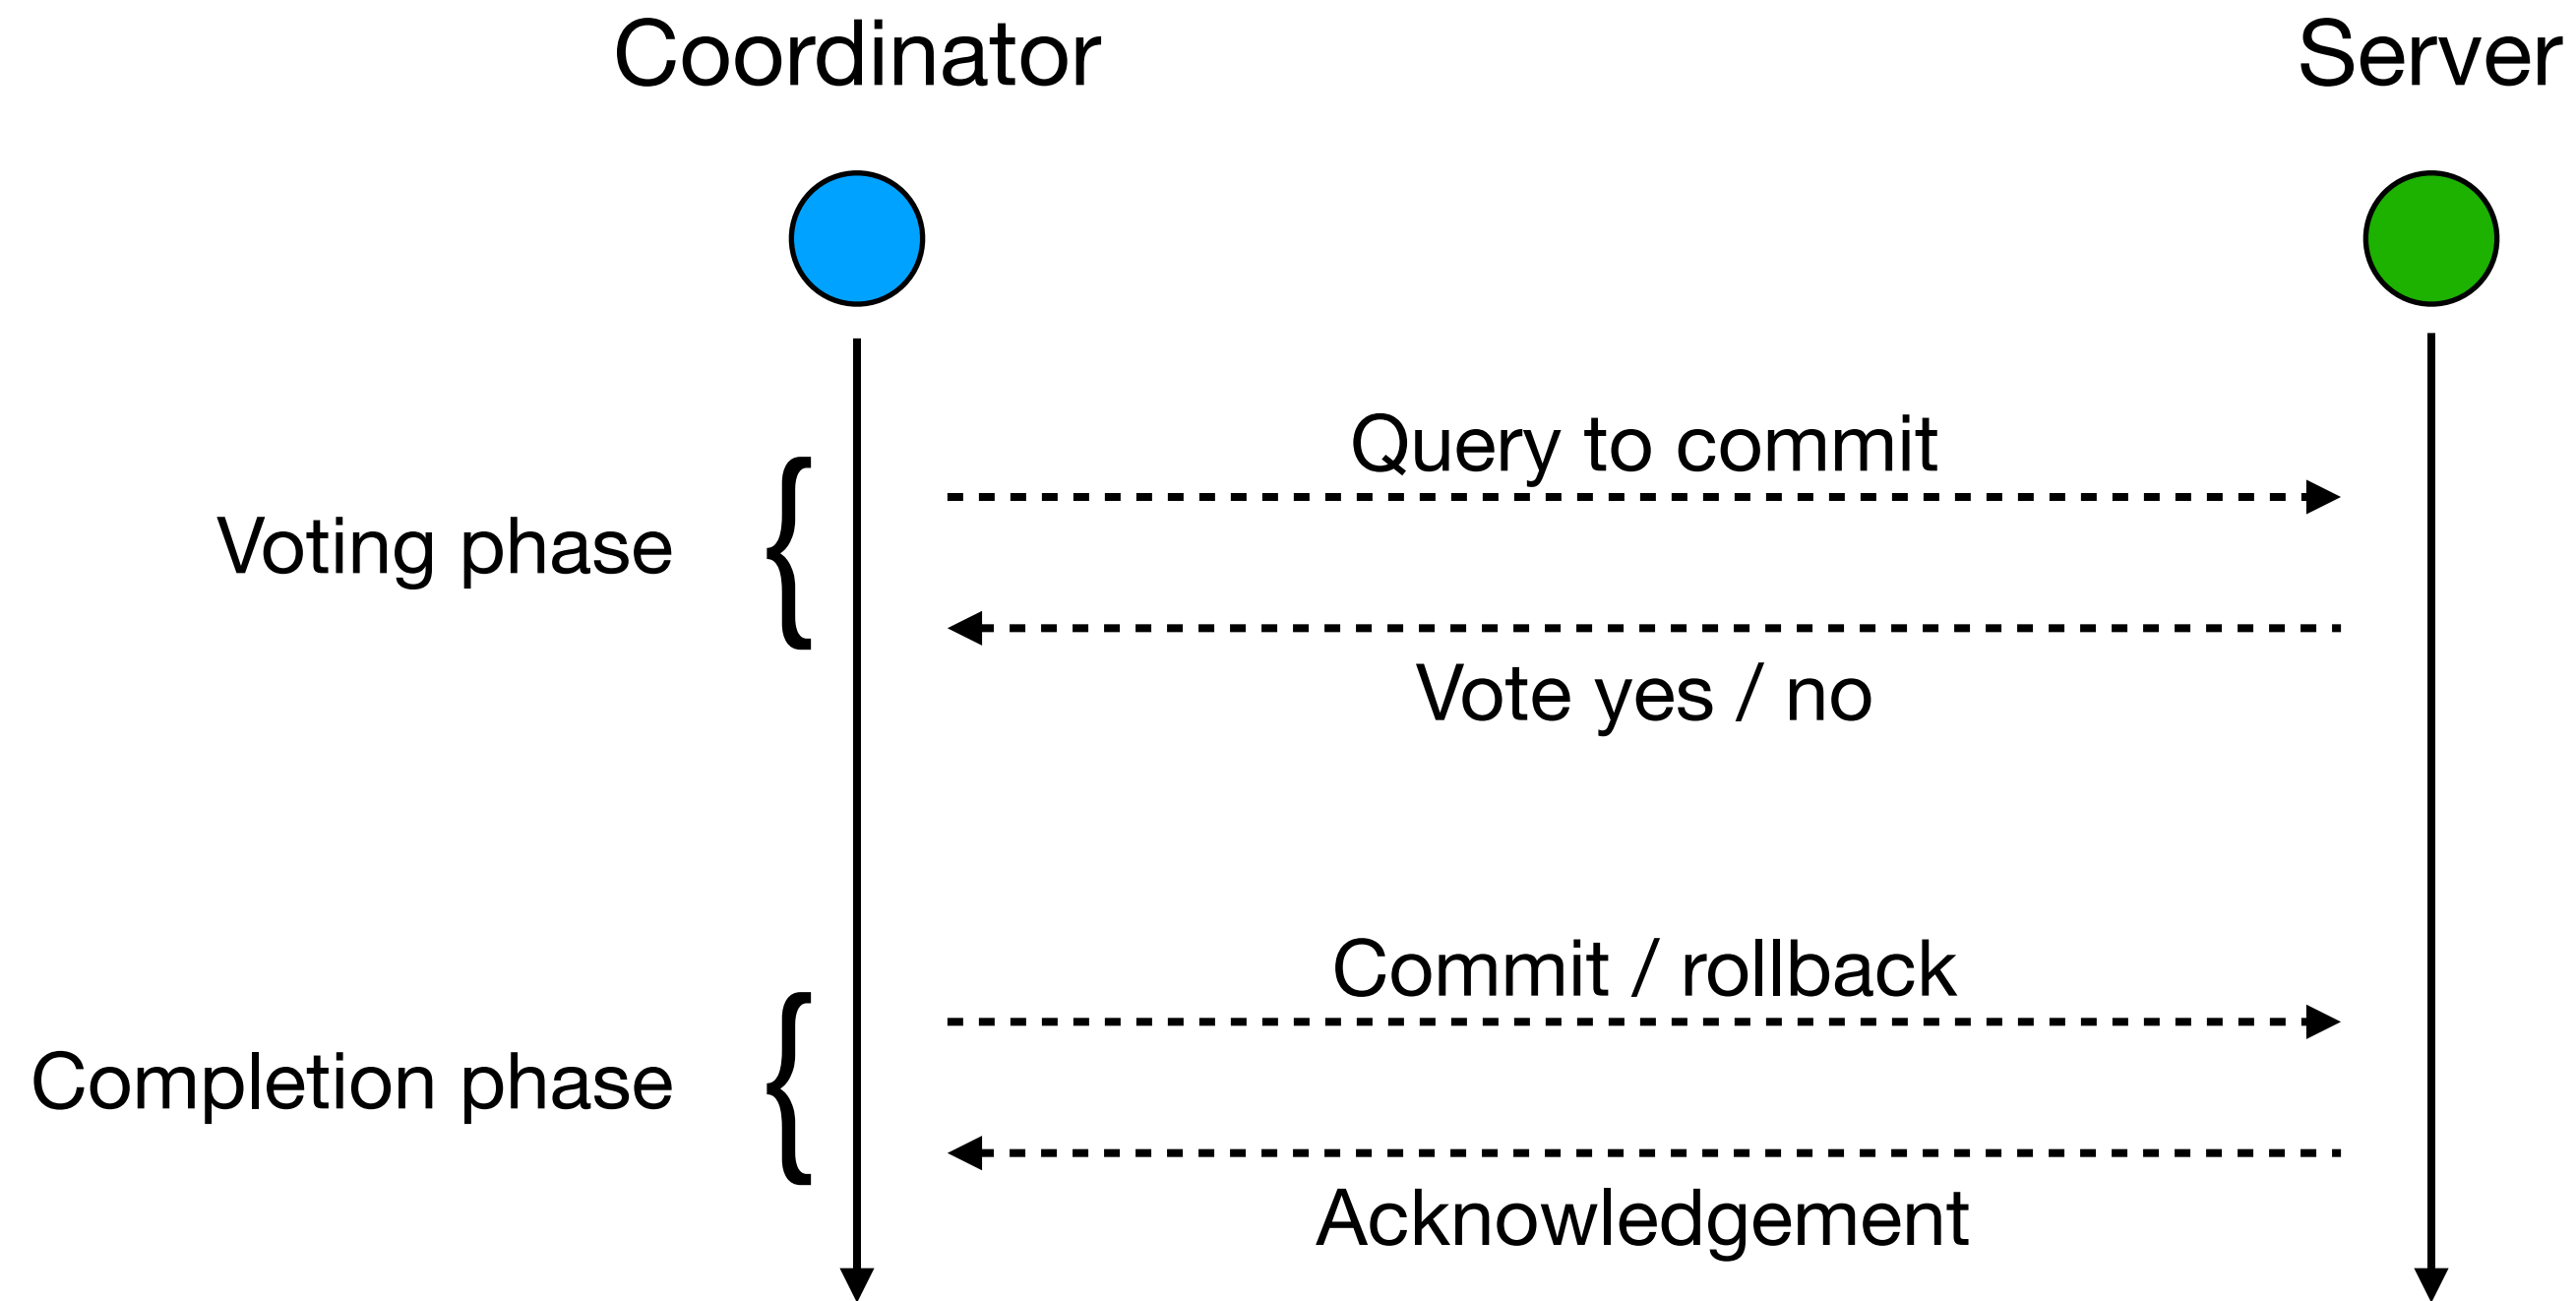 Coordinator
Server
Query to commit
Voting phase
Vote yes / no
Commit / rollback
Completion phase
Acknowledgement